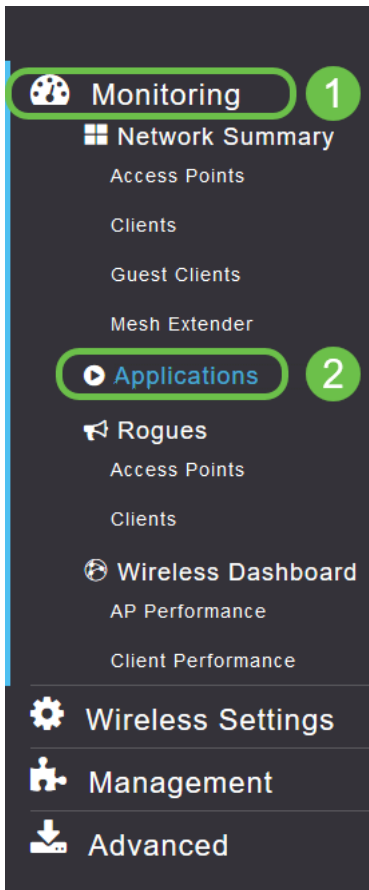 Monitoring 1
Network Summary
Access Points
Clients
Guest Clients
Mesh Extender
Applications 2
Rogues
Access Points
Clients
Wireless Dashboard
AP Performance
Client Performance
Wireless Settings
Management
Advanced